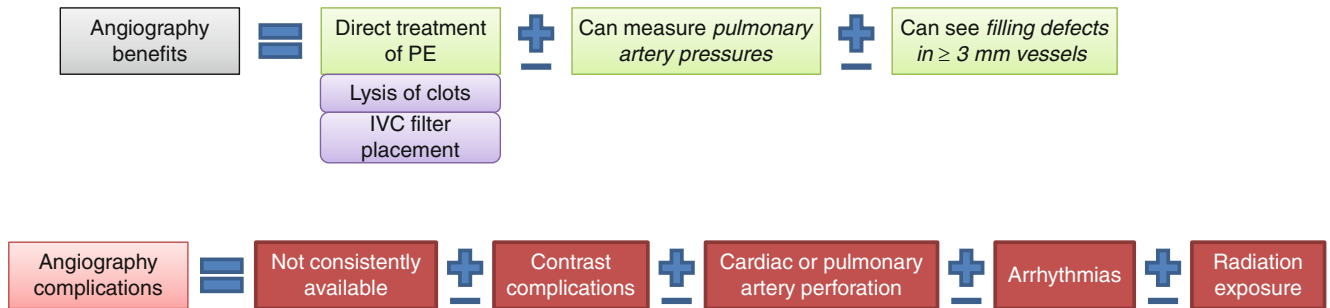 Angiography
benefits
Direct treatment
of PE
Can measure pulmonary
artery pressures
Can see filling defects
in ≥ 3 mm vessels
Lysis of clots
IVC filter
placement
Angiography
complications
Not consistently
available
Contrast
complications
Cardiac or pulmonary
artery perforation
Arrhythmias
Radiation
exposure